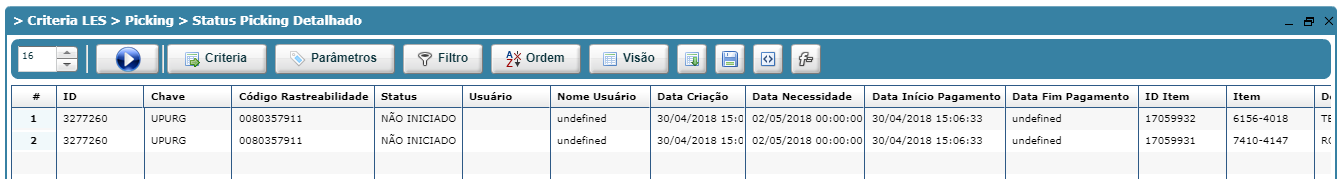 > Criteria LES > Picking > Status Picking Detalhado
16 Criteria Parâmetros Filtro Ordem Visão
# ID Chave Código Rastreabilidade Status Usuário Nome Usuário Data Criação Data Necessidade Data Início Pagamento Data Fim Pagamento ID Item Item
1 3277260 UPURG 0080357911 NÃO INICIADO undefined 30/04/2018 15:0 02/05/2018 00:00:00 30/04/2018 15:06:33 undefined 17059932 6156-4018 TE
2 3277260 UPURG 0080357911 NÃO INICIADO undefined 30/04/2018 15:0 02/05/2018 00:00:00 30/04/2018 15:06:33 undefined 17059931 7410-4147